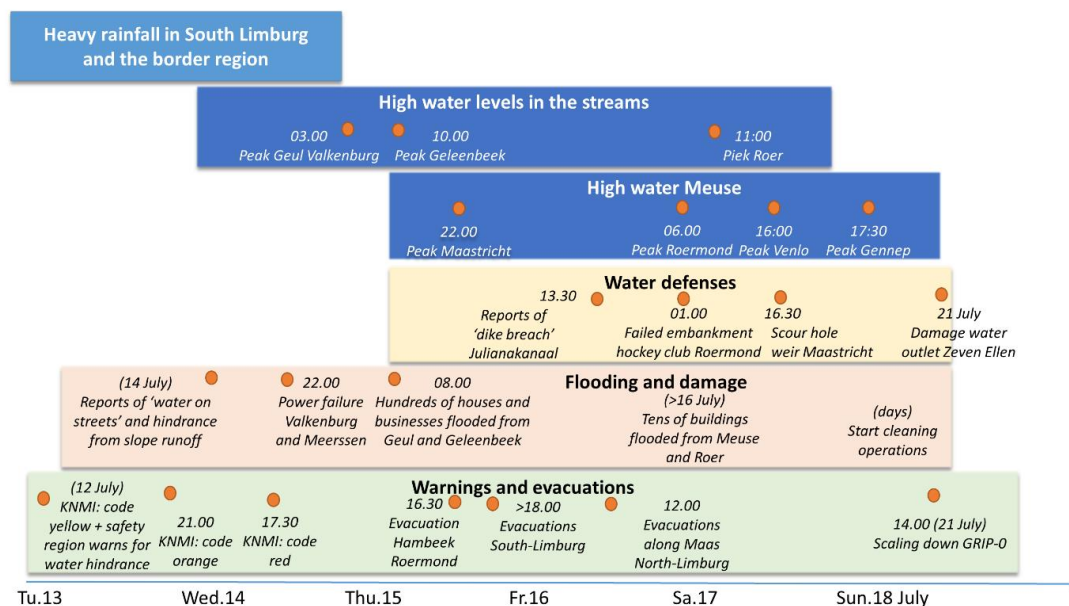 Heavy rainfall in South Limburg
and the border region
High water levels in the streams
03.00
Peak Geul Valkenburg
10.00
Peak Geleenbeek
11:00
Piek Roer
High water Meuse
22.00
Peak Maastricht
06.00
Peak Roermond
16:00
Peak Venlo
17:30
Peak Gennep
Water defenses
13.30
Reports of
‘dike breach’
Julianakanaal
01.00
Failed embankment
hockey club Roermond
16.30
Scour hole
weir Maastricht
21 July
Damage water
outlet Zeven Ellen
Flooding and damage
(14 July)
Reports of ‘water on
streets’ and hindrance
from slope runoff
22.00
Power failure
Valkenburg
and Meerssen
08.00
Hundreds of houses and
businesses flooded from
Geul and Geleenbeek
(>16 July)
Tens of buildings
flooded from Meuse
and Roer
(days)
Start cleaning
operations
Warnings and evacuations
(12 July)
KNMI: code
yellow + safety
region warns for
water hindrance
21.00
KNMI: code
orange
17.30
KNMI: code
red
16.30
Evacuation
Hambeek
Roermond
>18.00
Evacuations
South-Limburg
12.00
Evacuations
along Maas
North-Limburg
14.00 (21 July)
Scaling down GRIP-0
Tu.13
Wed.14
Thu.15
Fr.16
Sa.17
Sun.18 July